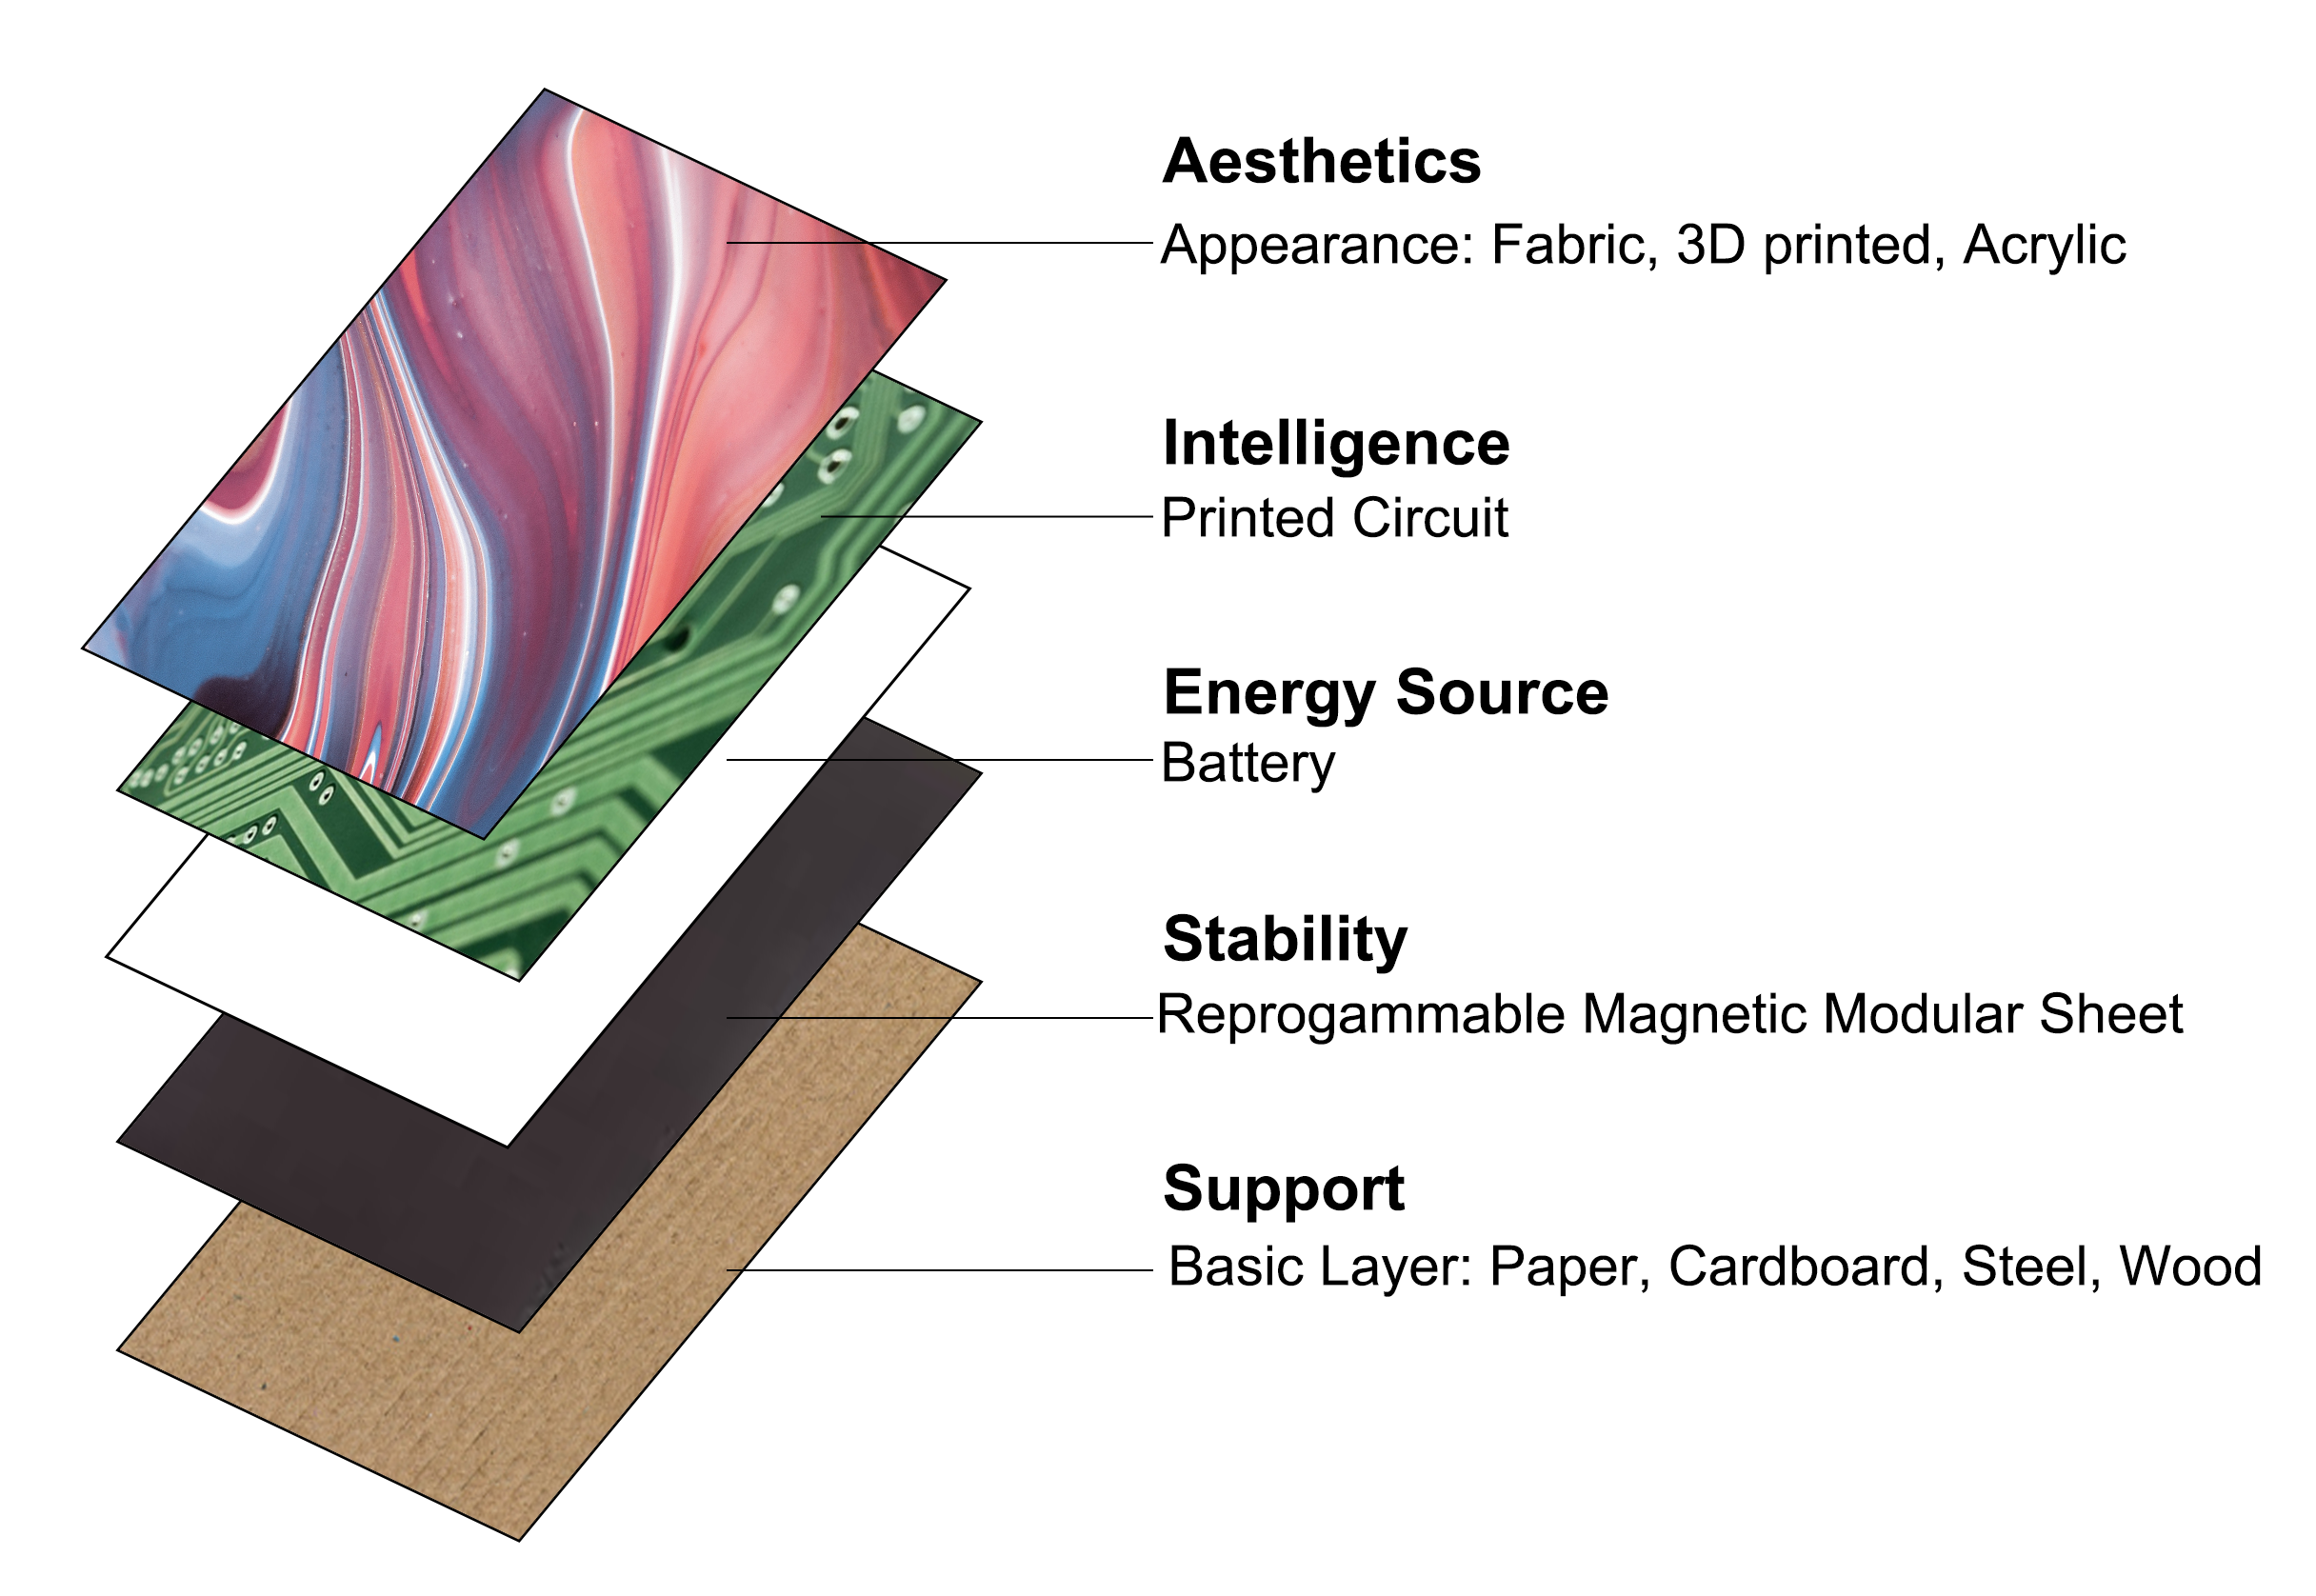 Aesthetics
Appearance: Fabric, 3D printed, Acrylic
Intelligence
Printed Circuit
Energy Source
Battery
Stability
Reprogammable Magnetic Modular Sheet
Support
Basic Layer: Paper, Cardboard, Steel, Wood